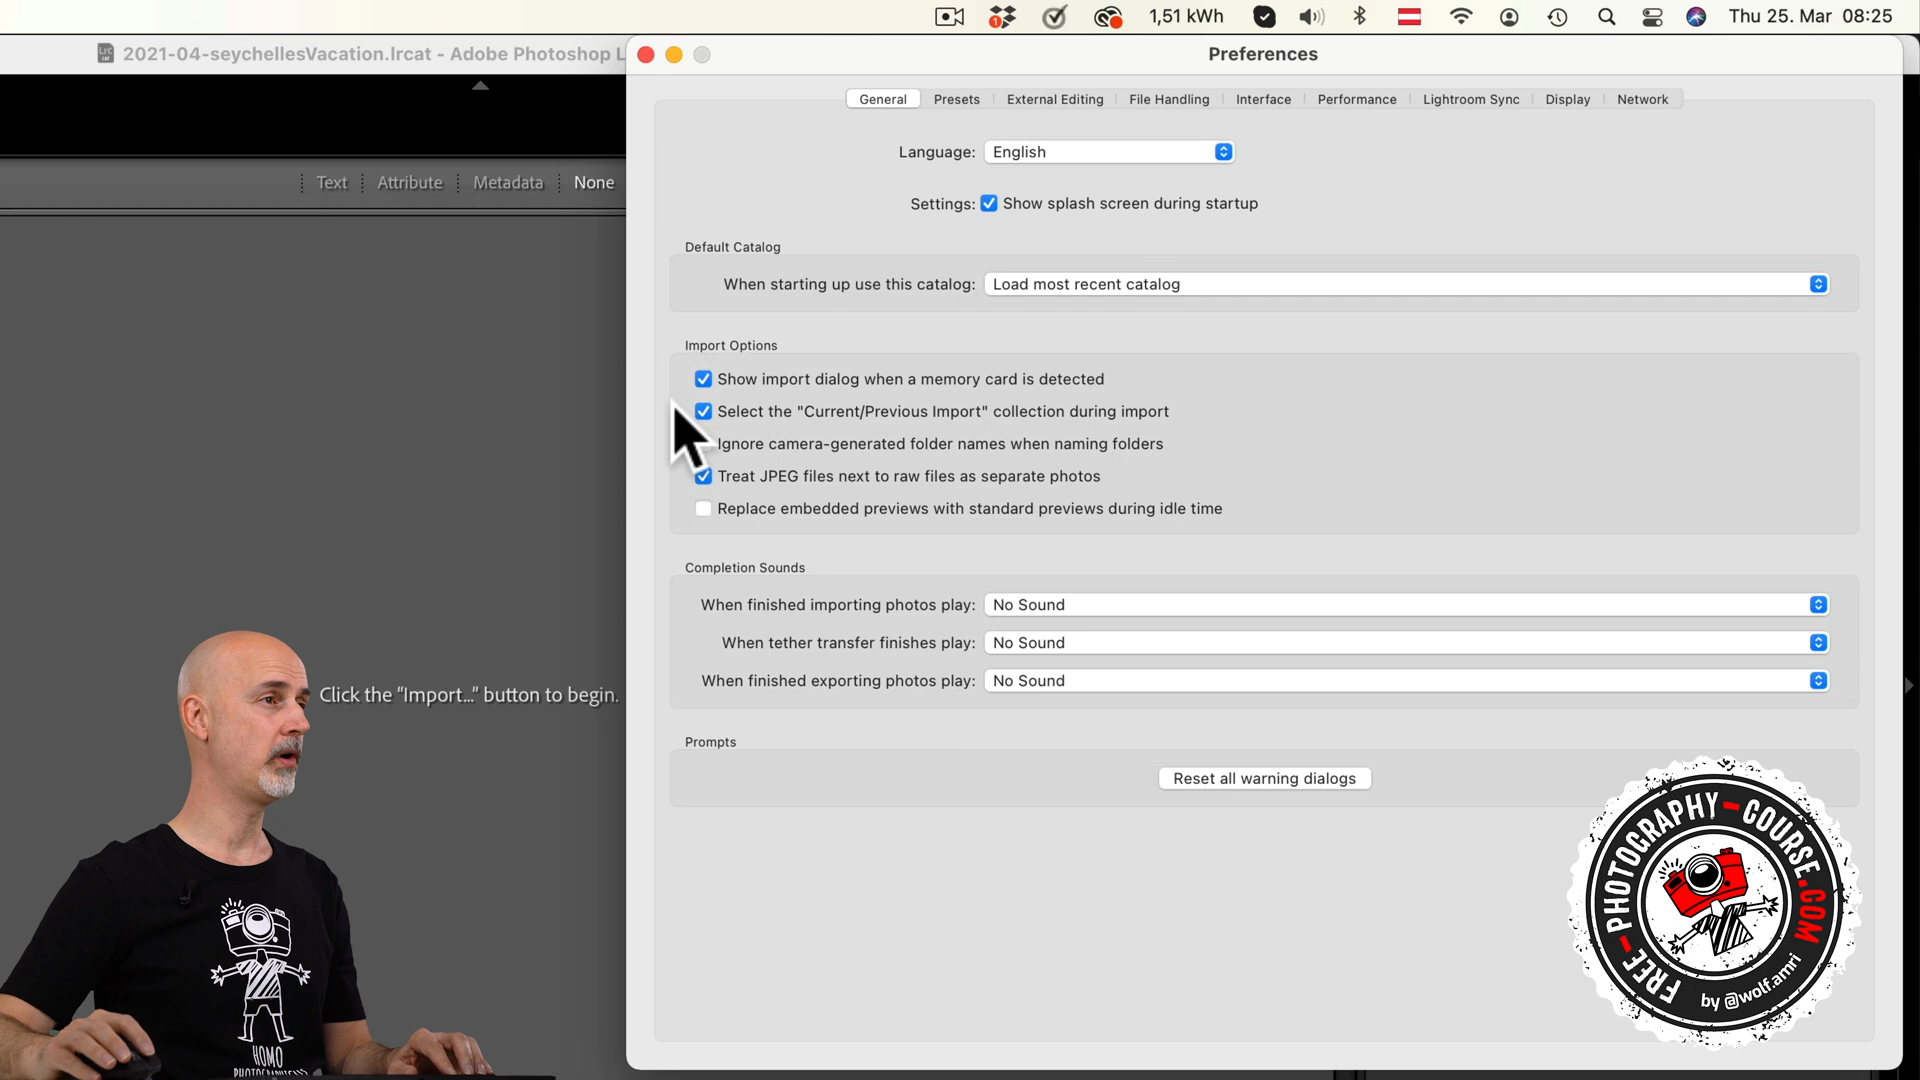 1,51 kWh
Thu 25. Mar 08:25
2021-04-seychellesVacation.lrcat - Adobe Photoshop L
Preferences
General
Presets
External Editing
File Handling
Interface
Performance
Lightroom Sync
Display
Network
Text
Attribute
Metadata
None
Language: English
Settings: Show splash screen during startup
Default Catalog
When starting up use this catalog: Load most recent catalog
Import Options
Show import dialog when a memory card is detected
Select the "Current/Previous Import" collection during import
Ignore camera-generated folder names when naming folders
Treat JPEG files next to raw files as separate photos
Replace embedded previews with standard previews during idle time
Completion Sounds
When finished importing photos play: No Sound
When tether transfer finishes play: No Sound
When finished exporting photos play: No Sound
Click the “Import...” button to begin.
Prompts
Reset all warning dialogs
FREE-PHOTOGRAPHY-COURSE.COM
by @wolf.amri
HOMO